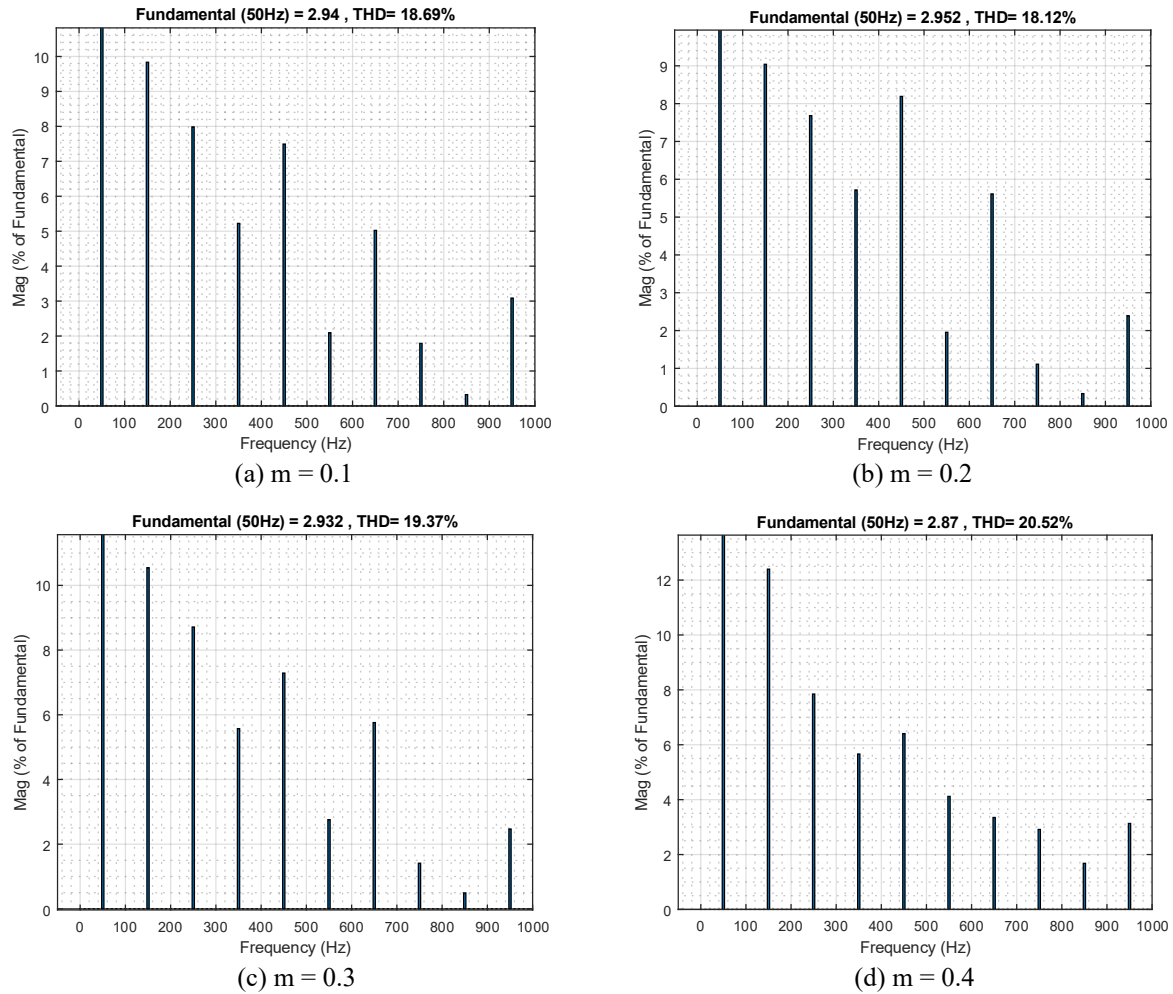 Fundamental (50Hz) = 2.94 , THD= 18.69%
10
9
8
7
6
5
4
3
2
1
0
Mag (% of Fundamental)
0 100 200 300 400 500 600 700 800 900 1000
Frequency (Hz)
(a) m = 0.1
Fundamental (50Hz) = 2.952 , THD= 18.12%
9
8
7
6
5
4
3
2
1
0
Mag (% of Fundamental)
0 100 200 300 400 500 600 700 800 900 1000
Frequency (Hz)
(b) m = 0.2
Fundamental (50Hz) = 2.932 , THD= 19.37%
10
8
6
4
2
0
Mag (% of Fundamental)
0 100 200 300 400 500 600 700 800 900 1000
Frequency (Hz)
(c) m = 0.3
Fundamental (50Hz) = 2.87 , THD= 20.52%
12
10
8
6
4
2
0
Mag (% of Fundamental)
0 100 200 300 400 500 600 700 800 900 1000
Frequency (Hz)
(d) m = 0.4